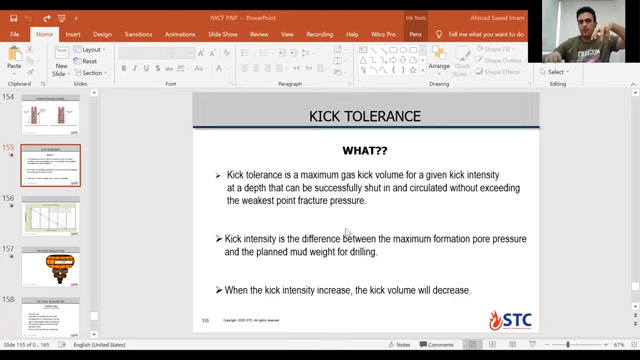 IWCF P&P - PowerPoint
Ink Tools
Ahmad Saeed Imam
File
Home
Insert
Draw
Design
Transitions
Animations
Slide Show
Review
View
Help
Nitro Pro
Pens
Tell me what you want to do
Paste
New
Slide
Layout
Reset
Section
Clipboard
Slides
Font
Paragraph
Arrange
Quick
Styles
Shape Fill
Shape Outline
Shape Effects
Drawing
Select
154
155
156
157
158
KICK TOLERANCE
WHAT??
Kick tolerance is a maximum gas kick volume for a given kick intensity
at a depth that can be successfully shut in and circulated without exceeding
the weakest point fracture pressure.
Kick intensity is the difference between the maximum formation pore pressure
and the planned mud weight for drilling.
When the kick intensity increase, the kick volume will decrease.
155
Copyright 2020 STC. All right reserved.
STC
Slide 155 of 0 , 165
English (United States)
Notes
Comments
67%